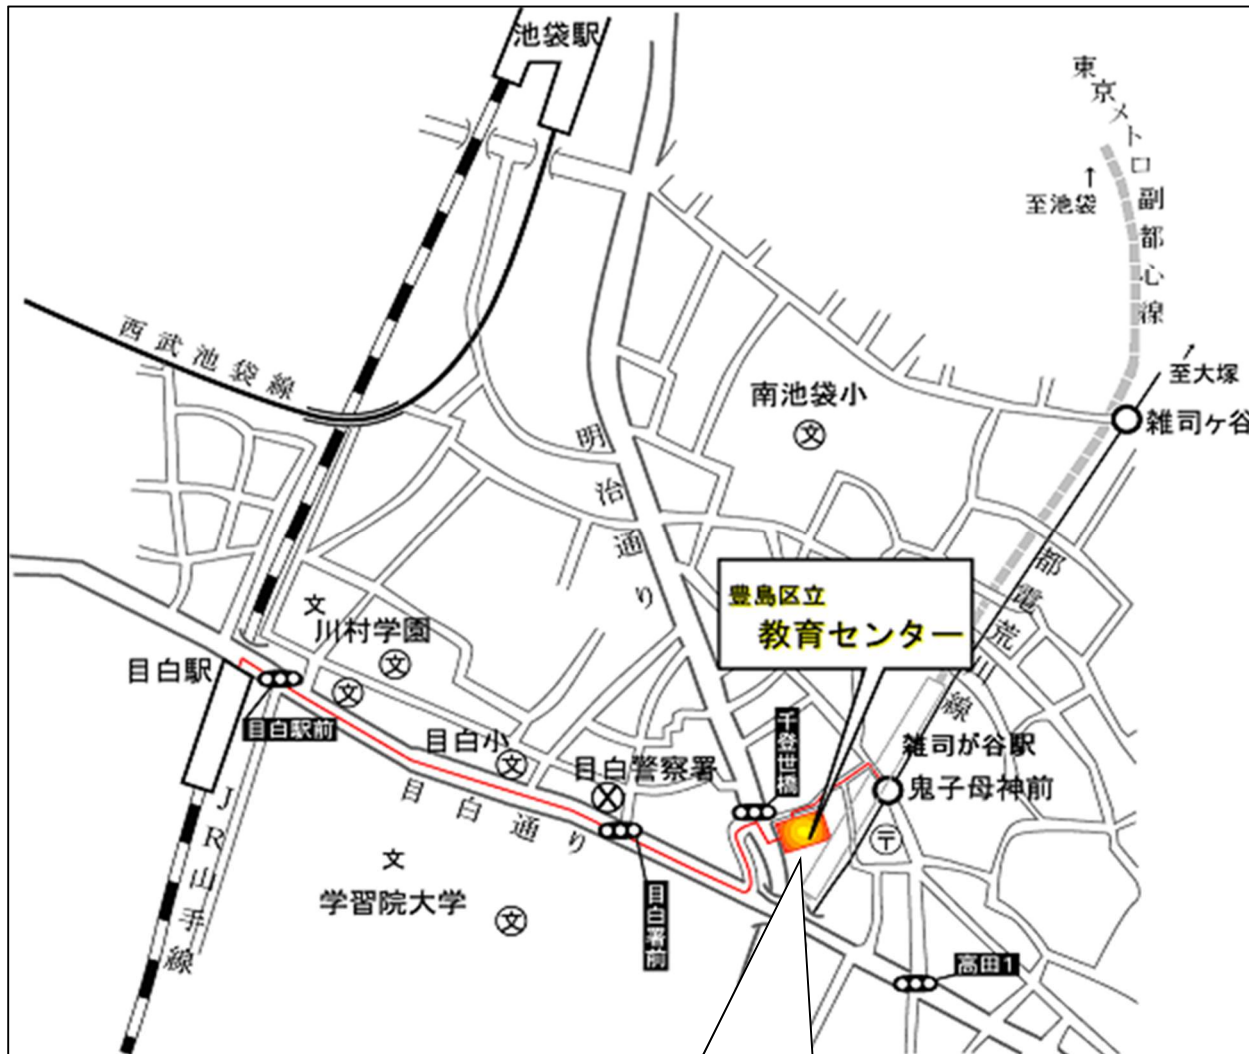 池袋駅
東京メトロ副都心線
↑
至池袋
西武池袋線
↗
至大塚
南池袋小
文
雑司ヶ谷
明治通り
都電荒川線
豊島区立
教育センター
文
川村学園
文
文
目白駅
目白駅前
目白小
文
目白警察署
千登世橋
雑司が谷駅
鬼子母神前
〒
目白通り
JR山手線
文
学習院大学
文
目白署前
高田1